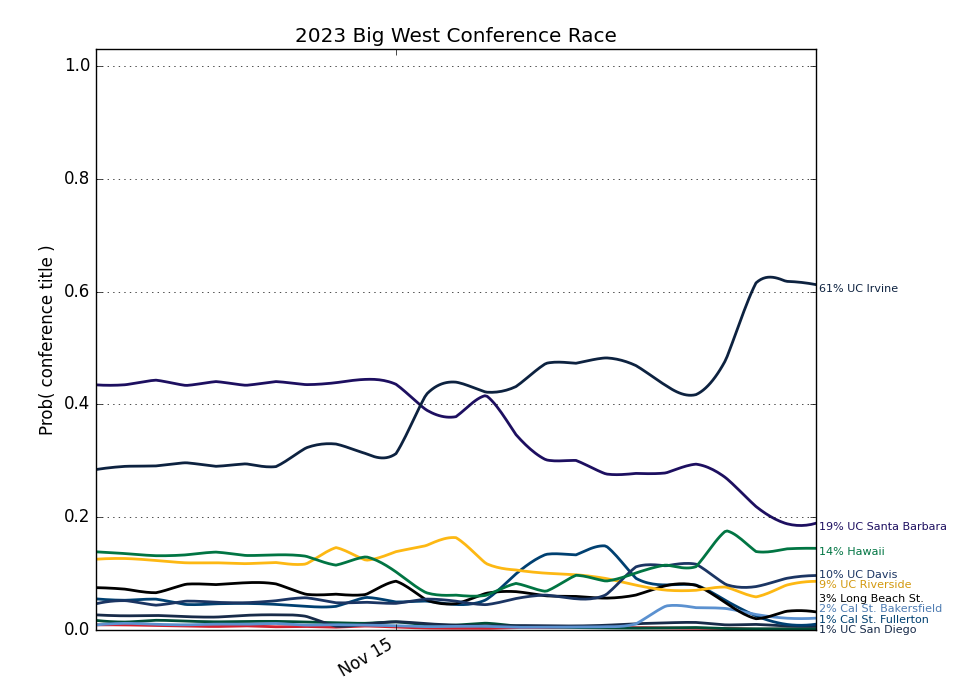 2023 Big West Conference Race
1.0
0.8
0.6
0.4
0.2
0.0
Prob( conference title )
Nov 15
61% UC Irvine
19% UC Santa Barbara
14% Hawaii
10% UC Davis
9% UC Riverside
3% Long Beach St.
2% Cal St. Bakersfield
1% Cal St. Fullerton
1% UC San Diego